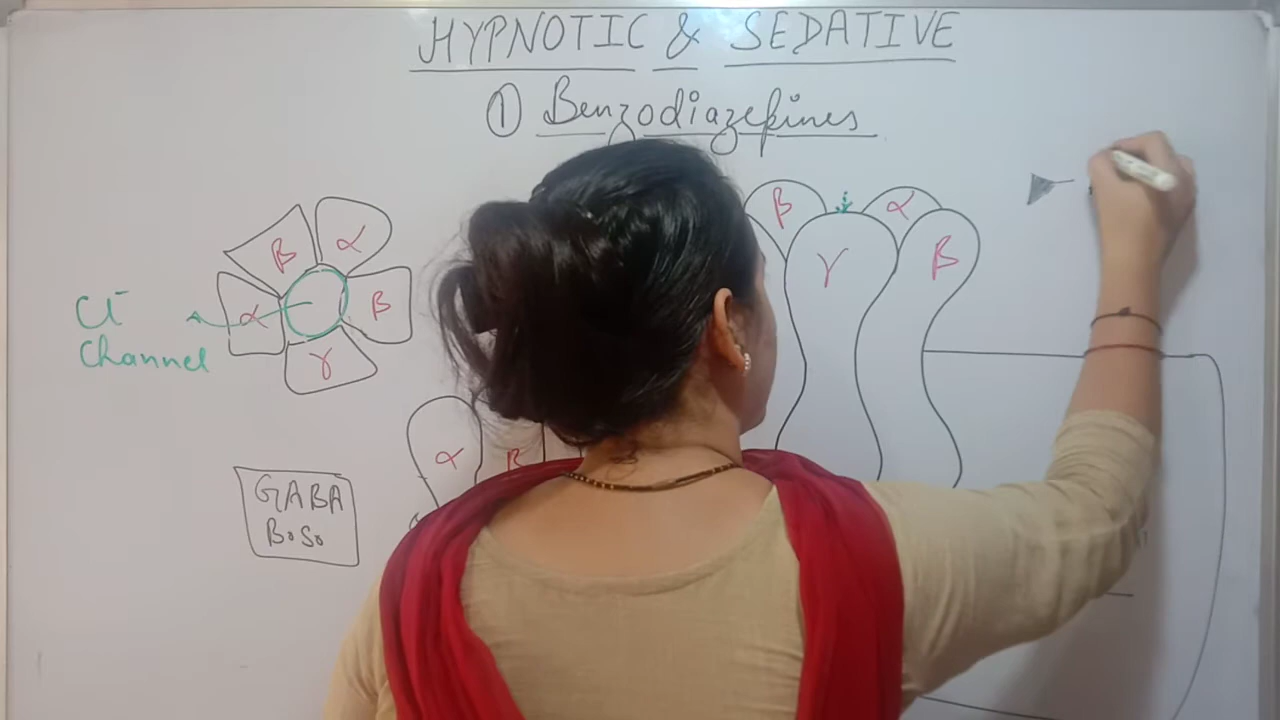 HYPNOTIC & SEDATIVE
① Benzodiazepines
β α
α β
γ
Cl⁻
Channel
β α
γ β
α β
GABA
B.S.